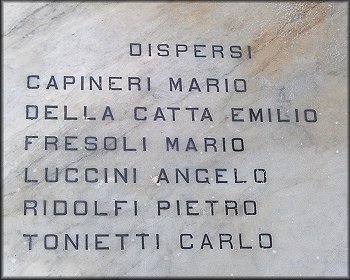 DISPERSI
CAPINERI MARIO
DELLA CATTA EMILIO
FRESOLI MARIO
LUCCINI ANGELO
RIDOLFI PIETRO
TONIETTI CARLO